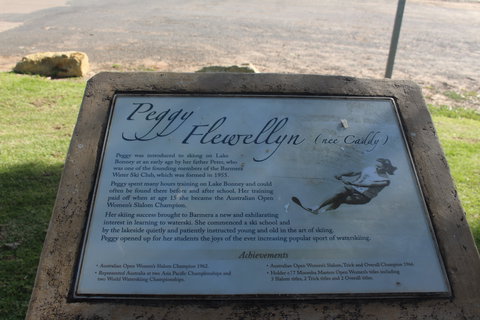 Peggy Flewellyn (nee Caddy)
Peggy was introduced to skiing on Lake
Bonney at an early age by her father Peter, who
was one of the founding members of the Barmera
Water Ski Club, which was formed in 1955.
Peggy spent many hours training on Lake Bonney and could
often be found there before and after school. Her training
paid off when at age 15 she became the Australian Open
Women's Slalom Champion.
Her skiing success brought to Barmera a new and exhilarating
interest in learning to waterski. She commenced a ski school and
by the lakeside quietly and patiently instructed young and old in the art of skiing.
Peggy opened up for her students the joys of the ever increasing popular sport of waterskiing.
Achievements
• Australian Open Women's Slalom Champion 1962.
• Represented Australia at two Asia Pacific Championships and
two World Waterskiing Championships.
• Australian Open Women's Slalom, Trick and Overall Champion 1966.
• Holder of Moomba Masters Open Women's titles including
3 Slalom titles, 2 Trick titles and 2 Overall titles.